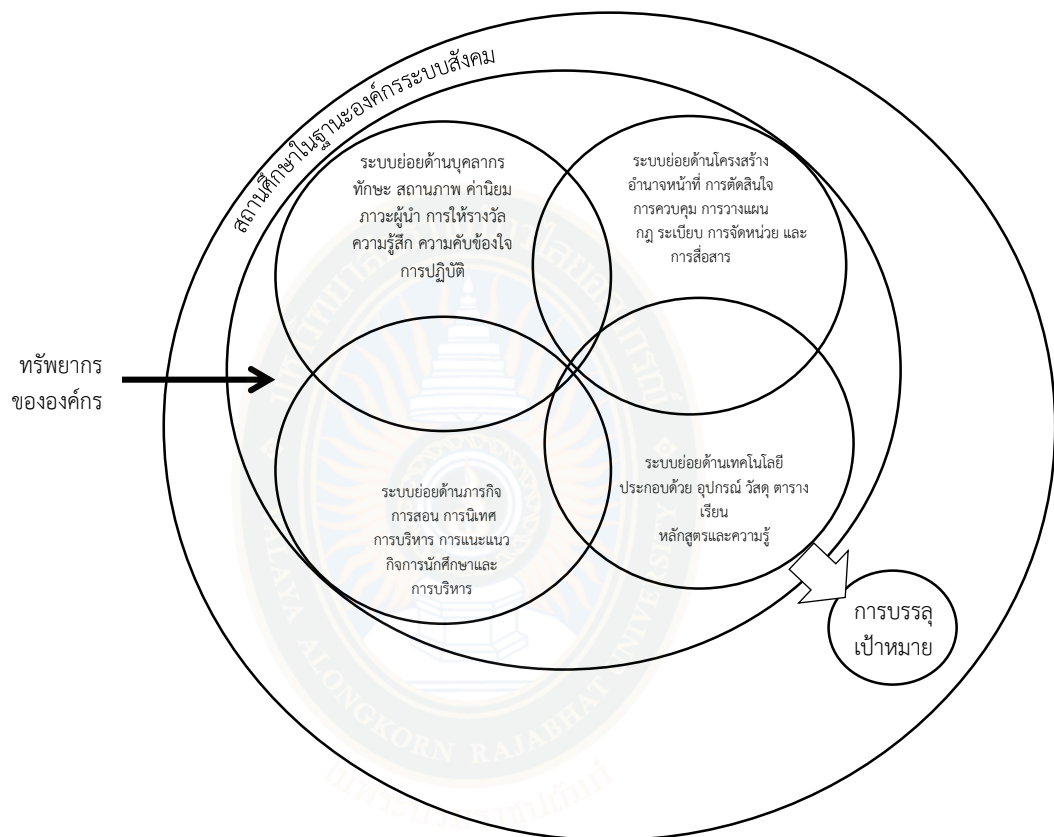 สถานศึกษาในฐานะองค์กรระบบสังคม
ระบบย่อยด้านบุคลากร
ทักษะ สถานภาพ ค่านิยม
ภาวะผู้นำ การให้รางวัล
ความรู้สึก ความคับข้องใจ
การปฏิบัติ
ระบบย่อยด้านโครงสร้าง
อำนาจหน้าที่ การตัดสินใจ
การควบคุม การวางแผน
กฎ ระเบียบ การจัดหน่วย และ
การสื่อสาร
ทรัพยากร
ขององค์กร
ระบบย่อยด้านภารกิจ
การสอน การนิเทศ
การบริหาร การแนะแนว
กิจการนักศึกษาและ
การบริหาร
ระบบย่อยด้านเทคโนโลยี
ประกอบด้วย อุปกรณ์ วัสดุ ตาราง
เรียน
หลักสูตรและความรู้
การบรรลุ
เป้าหมาย
ALAYA ALONGKORN RAJABHAT UNIVERSITY